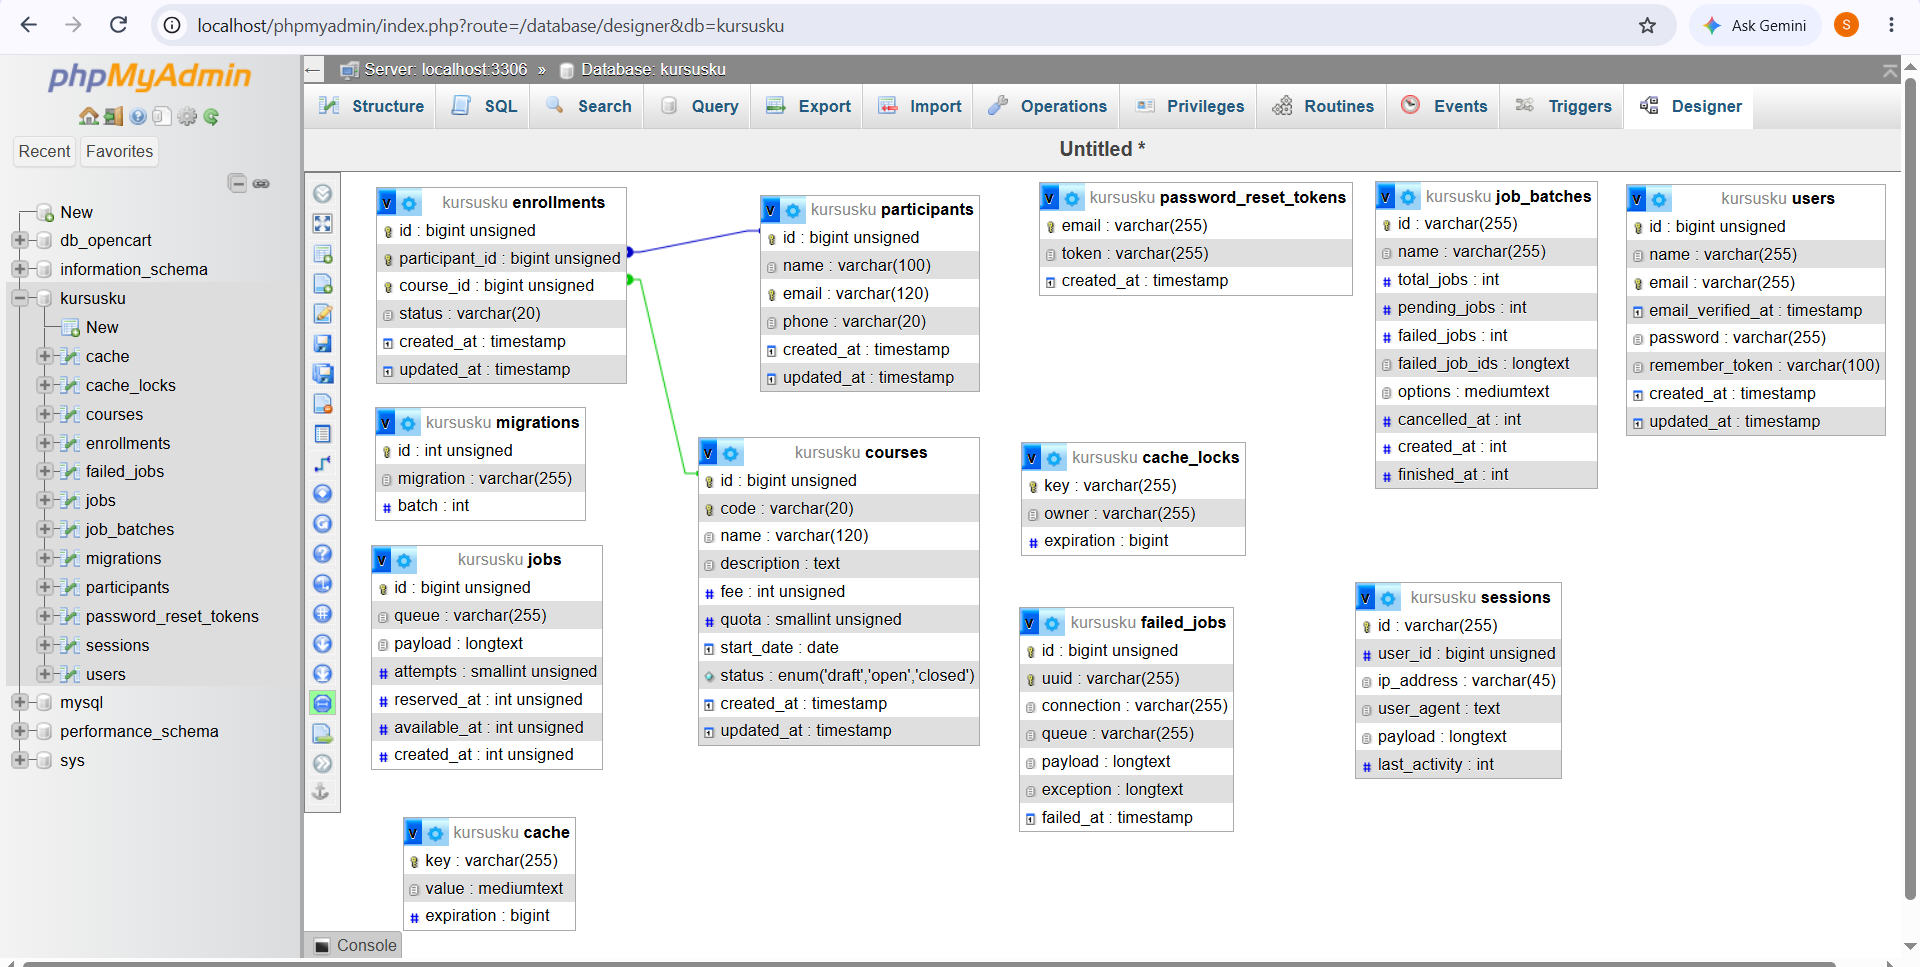 localhost/phpmyadmin/index.php?route=/database/designer&db=kursusku
Ask Gemini
S
phpMyAdmin
Recent
Favorites
New
db_opencart
information_schema
kursusku
New
cache
cache_locks
courses
enrollments
failed_jobs
jobs
job_batches
migrations
participants
password_reset_tokens
sessions
users
mysql
performance_schema
sys
Server: localhost:3306 » Database: kursusku
Structure
SQL
Search
Query
Export
Import
Operations
Privileges
Routines
Events
Triggers
Designer
Untitled *
v kursusku enrollments
id : bigint unsigned
participant_id : bigint unsigned
course_id : bigint unsigned
status : varchar(20)
created_at : timestamp
updated_at : timestamp
v kursusku participants
id : bigint unsigned
name : varchar(100)
email : varchar(120)
phone : varchar(20)
created_at : timestamp
updated_at : timestamp
v kursusku password_reset_tokens
email : varchar(255)
token : varchar(255)
created_at : timestamp
v kursusku job_batches
id : varchar(255)
name : varchar(255)
# total_jobs : int
# pending_jobs : int
# failed_jobs : int
failed_job_ids : longtext
options : mediumtext
# cancelled_at : int
# created_at : int
# finished_at : int
v kursusku users
id : bigint unsigned
name : varchar(255)
email : varchar(255)
email_verified_at : timestamp
password : varchar(255)
remember_token : varchar(100)
created_at : timestamp
updated_at : timestamp
v kursusku migrations
id : int unsigned
migration : varchar(255)
# batch : int
v kursusku courses
id : bigint unsigned
code : varchar(20)
name : varchar(120)
description : text
# fee : int unsigned
# quota : smallint unsigned
start_date : date
status : enum('draft','open','closed')
created_at : timestamp
updated_at : timestamp
v kursusku cache_locks
key : varchar(255)
owner : varchar(255)
# expiration : bigint
v kursusku jobs
id : bigint unsigned
queue : varchar(255)
payload : longtext
# attempts : smallint unsigned
# reserved_at : int unsigned
# available_at : int unsigned
# created_at : int unsigned
v kursusku failed_jobs
id : bigint unsigned
uuid : varchar(255)
connection : varchar(255)
queue : varchar(255)
payload : longtext
exception : longtext
failed_at : timestamp
v kursusku sessions
id : varchar(255)
# user_id : bigint unsigned
ip_address : varchar(45)
user_agent : text
payload : longtext
# last_activity : int
v kursusku cache
key : varchar(255)
value : mediumtext
# expiration : bigint
Console